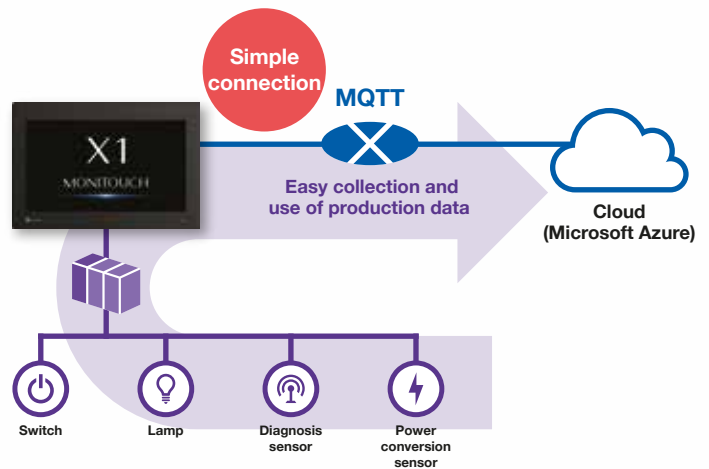 Simple
connection
MQTT
X1
MONITOUCH
Easy collection and
use of production data
Cloud
(Microsoft Azure)
Switch
Lamp
Diagnosis
sensor
Power
conversion
sensor